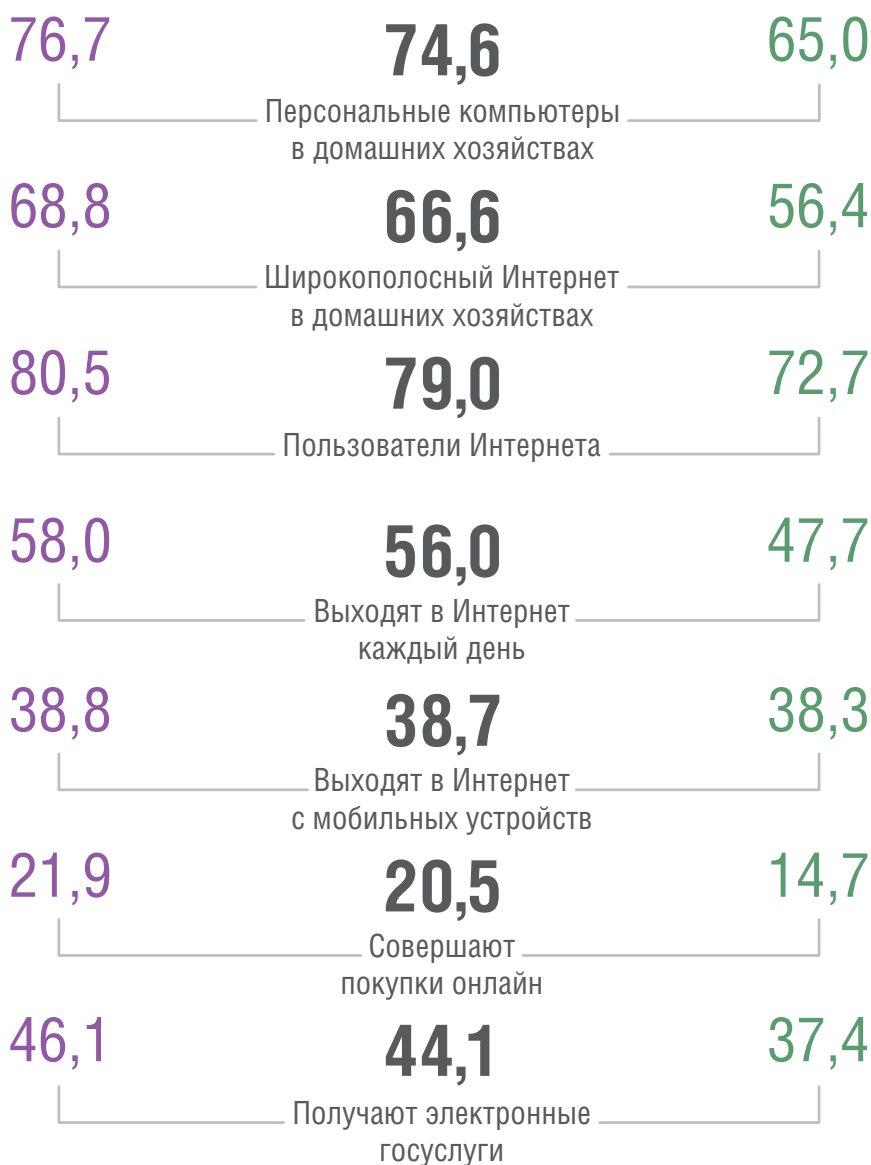 76,7 74,6 65,0
Персональные компьютеры
в домашних хозяйствах
68,8 66,6 56,4
Широкополосный Интернет
в домашних хозяйствах
80,5 79,0 72,7
Пользователи Интернета
58,0 56,0 47,7
Выходят в Интернет
каждый день
38,8 38,7 38,3
Выходят в Интернет
с мобильных устройств
21,9 20,5 14,7
Совершают
покупки онлайн
46,1 44,1 37,4
Получают электронные
госуслуги